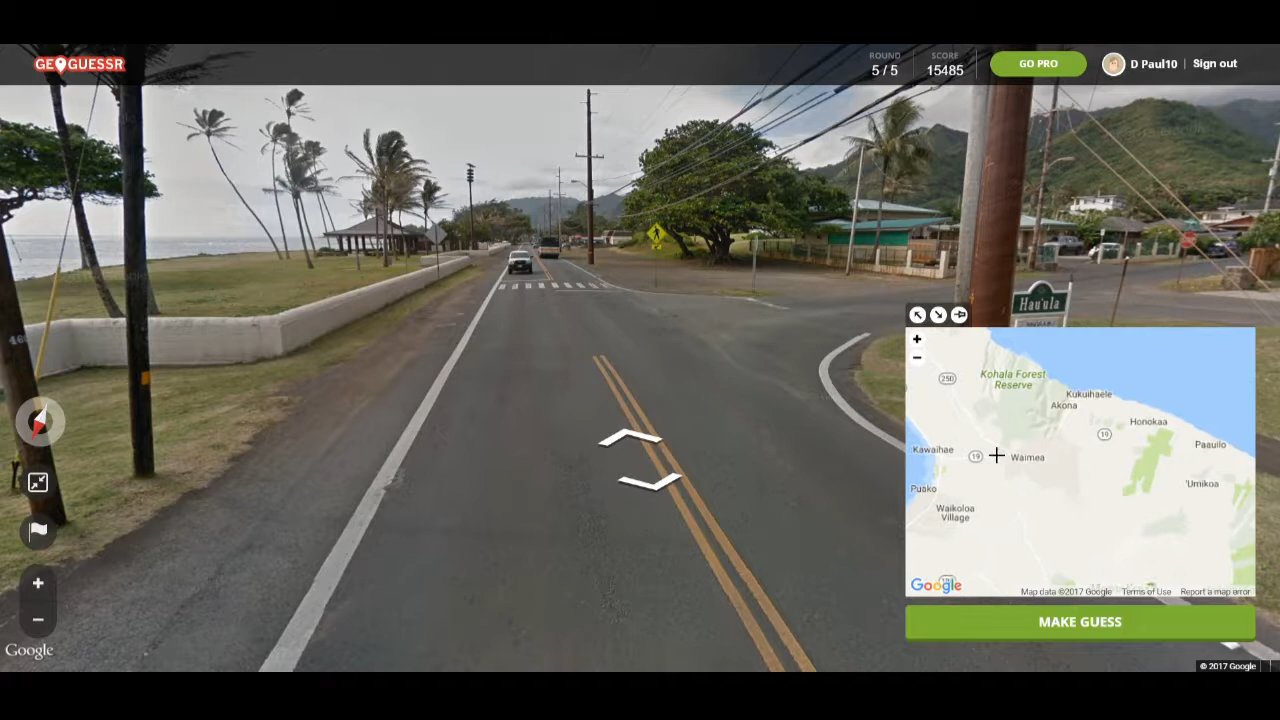 GEOGUESSR
ROUND
5 / 5
SCORE
15485
GO PRO
D Paul10
Sign out
Hau'ula
Kohala Forest
Reserve
250
Kukuihaele
Akona
Honokaa
19
Paauilo
Kawaihae
19
Waimea
'Umikoa
Puako
Waikoloa
Village
Google
Map data ©2017 Google
Terms of Use
Report a map error
MAKE GUESS
Google
© 2017 Google